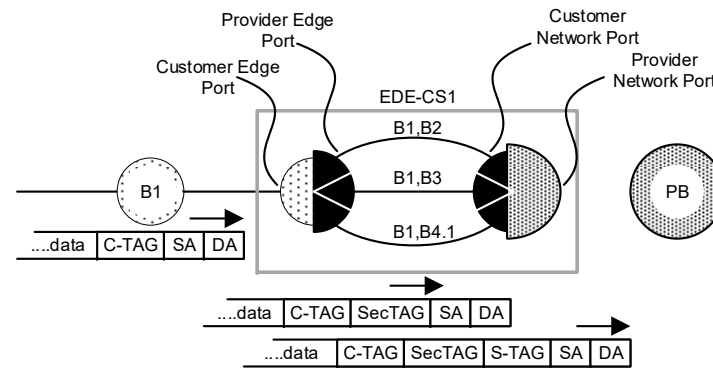 Provider Edge
Port
Customer
Network Port
Customer Edge
Port
Provider
Network Port
EDE-CS1
B1,B2
B1
B1,B3
PB
B1,B4.1
....data C-TAG SA DA
....data C-TAG SecTAG SA DA
....data C-TAG SecTAG S-TAG SA DA